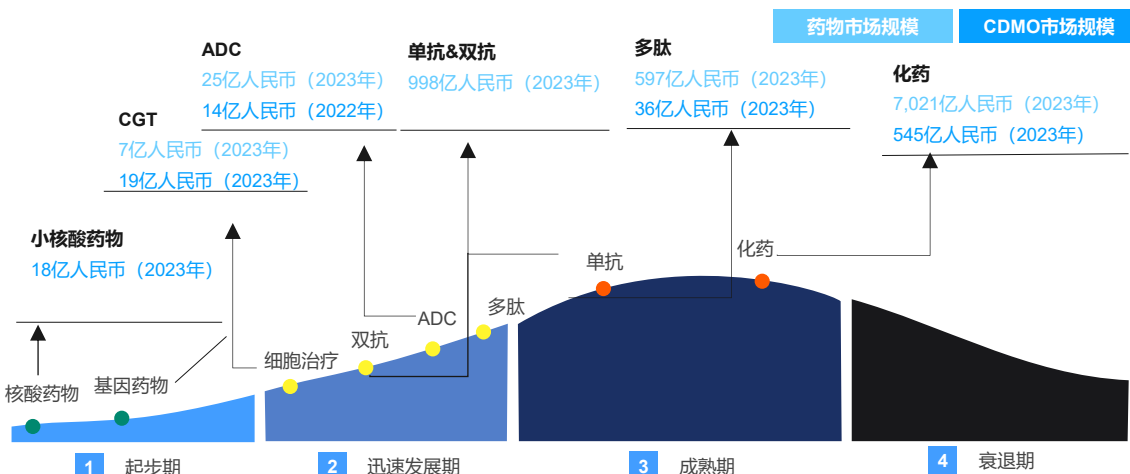 药物市场规模
CDMO市场规模
ADC
25亿人民币（2023年）
14亿人民币（2022年）
单抗&双抗
998亿人民币（2023年）
多肽
597亿人民币（2023年）
36亿人民币（2023年）
化药
7,021亿人民币（2023年）
545亿人民币（2023年）
CGT
7亿人民币（2023年）
19亿人民币（2023年）
小核酸药物
18亿人民币（2023年）
核酸药物
基因药物
细胞治疗
双抗
ADC
多肽
单抗
化药
1 起步期
2 迅速发展期
3 成熟期
4 衰退期